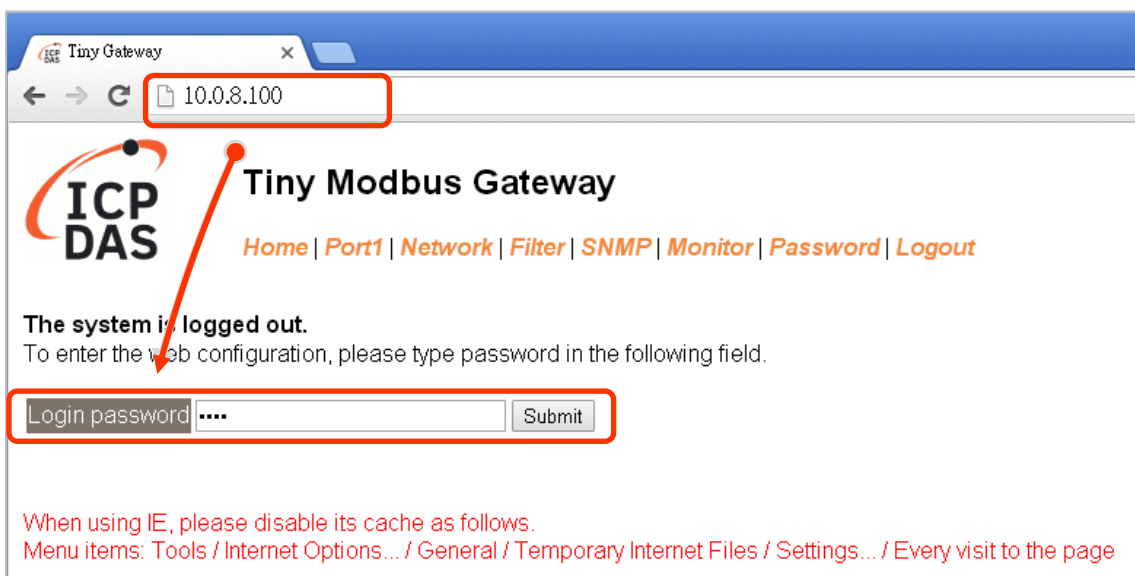 Tiny Gateway
10.0.8.100
ICP
DAS
Tiny Modbus Gateway
Home | Port1 | Network | Filter | SNMP | Monitor | Password | Logout
The system is logged out.
To enter the web configuration, please type password in the following field.
Login password •••• Submit
When using IE, please disable its cache as follows.
Menu items: Tools / Internet Options... / General / Temporary Internet Files / Settings... / Every visit to the page